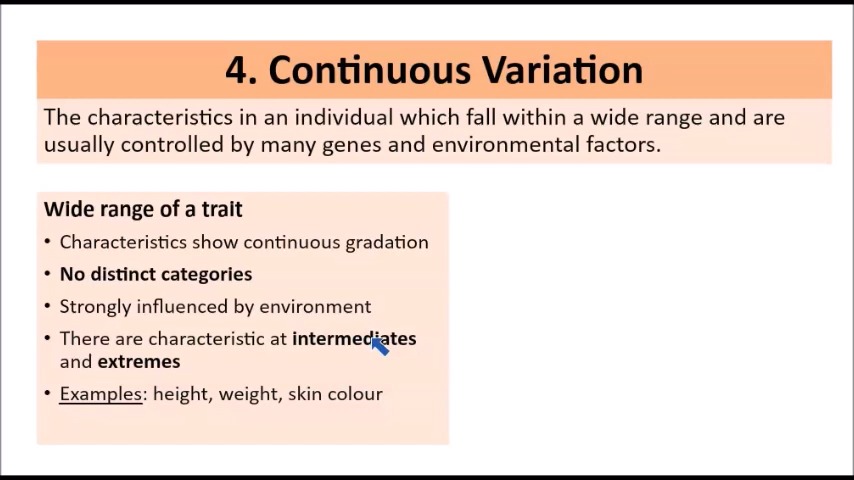 4. Continuous Variation
The characteristics in an individual which fall within a wide range and are
usually controlled by many genes and environmental factors.
Wide range of a trait
• Characteristics show continuous gradation
• No distinct categories
• Strongly influenced by environment
• There are characteristic at intermediates
and extremes
• Examples: height, weight, skin colour